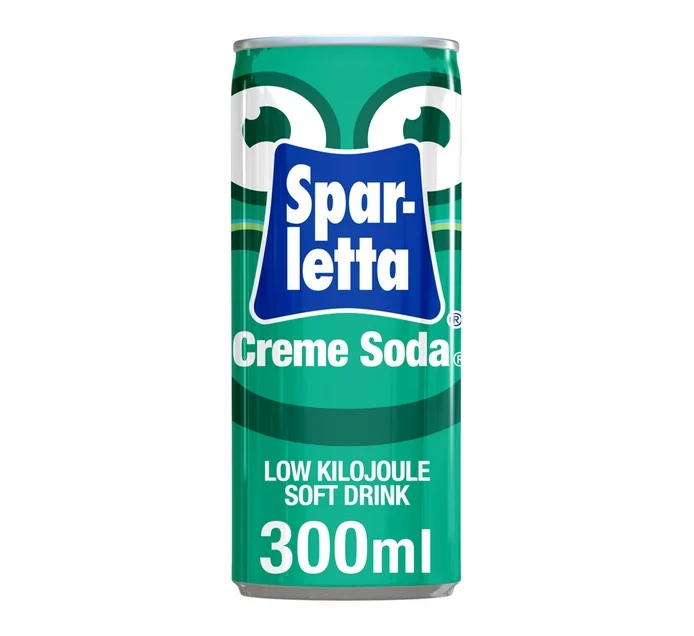 Spar-
letta
®
Creme Soda®
LOW KILOJOULE
SOFT DRINK
300ml